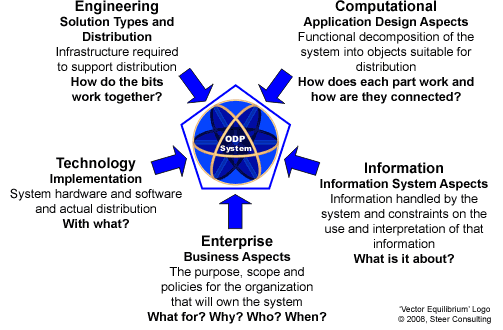 Engineering
Solution Types and
Distribution
Infrastructure required
to support distribution
How do the bits
work together?
Computational
Application Design Aspects
Functional decomposition of the
system into objects suitable for
distribution
How does each part work and
how are they connected?
ODP
System
Technology
Implementation
System hardware and software
and actual distribution
With what?
Information
Information System Aspects
Information handled by the
system and constraints on the
use and interpretation of that
information
What is it about?
Enterprise
Business Aspects
The purpose, scope and
policies for the organization
that will own the system
What for? Why? Who? When?
'Vector Equilibrium' Logo
© 2008, Steer Consulting